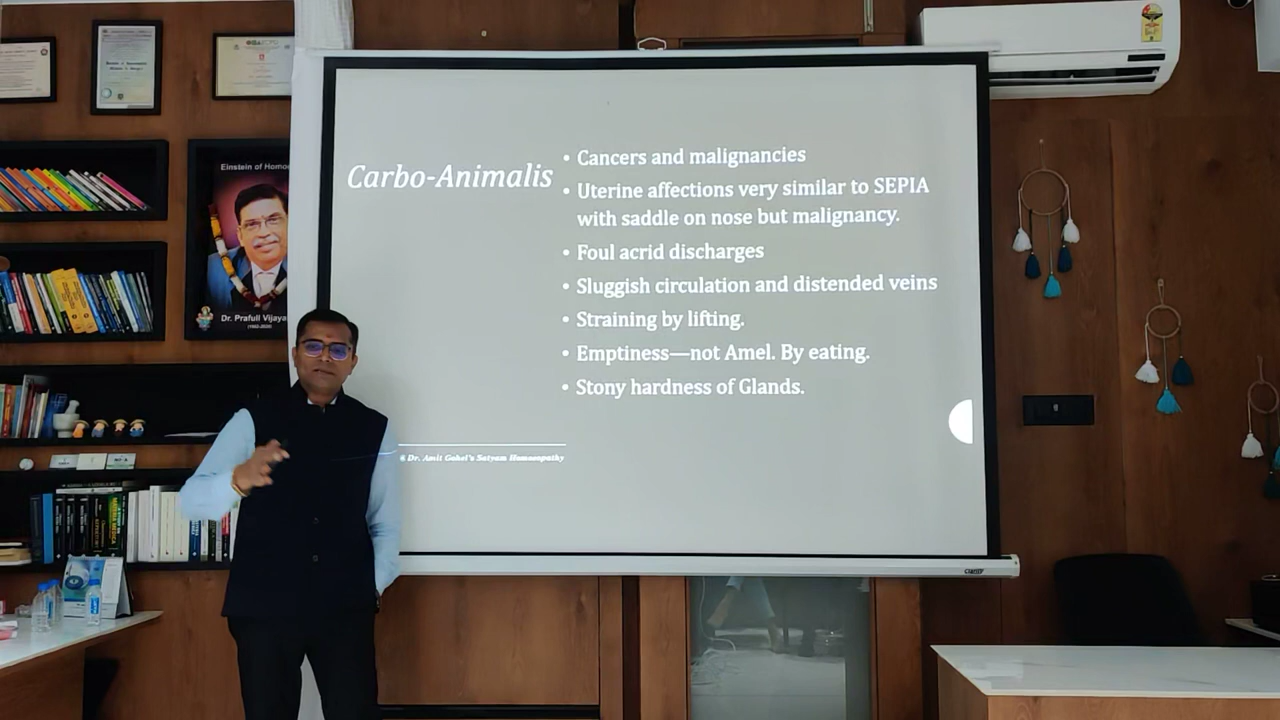 Einstein of Homo
Dr. Prafull Vijaya
Carbo-Animalis
• Cancers and malignancies
• Uterine affections very similar to SEPIA
with saddle on nose but malignancy.
• Foul acrid discharges
• Sluggish circulation and distended veins
• Straining by lifting.
• Emptiness—not Amel. By eating.
• Stony hardness of Glands.
Dr. Amit Gohel's Satyam Homoeopathy